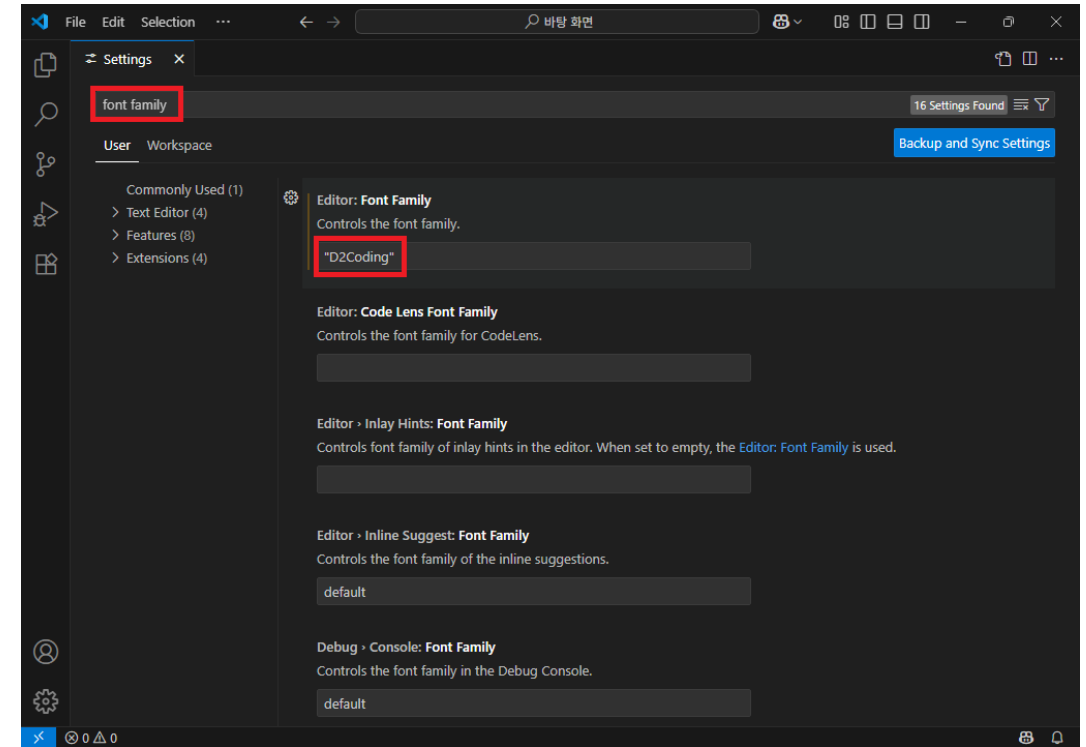 File Edit Selection ··· 바탕 화면
Settings
font family 16 Settings Found
User Workspace Backup and Sync Settings
Commonly Used (1)
Text Editor (4)
Features (8)
Extensions (4)
Editor: Font Family
Controls the font family.
"D2Coding"
Editor: Code Lens Font Family
Controls the font family for CodeLens.
Editor › Inlay Hints: Font Family
Controls font family of inlay hints in the editor. When set to empty, the Editor: Font Family is used.
Editor › Inline Suggest: Font Family
Controls the font family of the inline suggestions.
default
Debug › Console: Font Family
Controls the font family in the Debug Console.
default
0 0